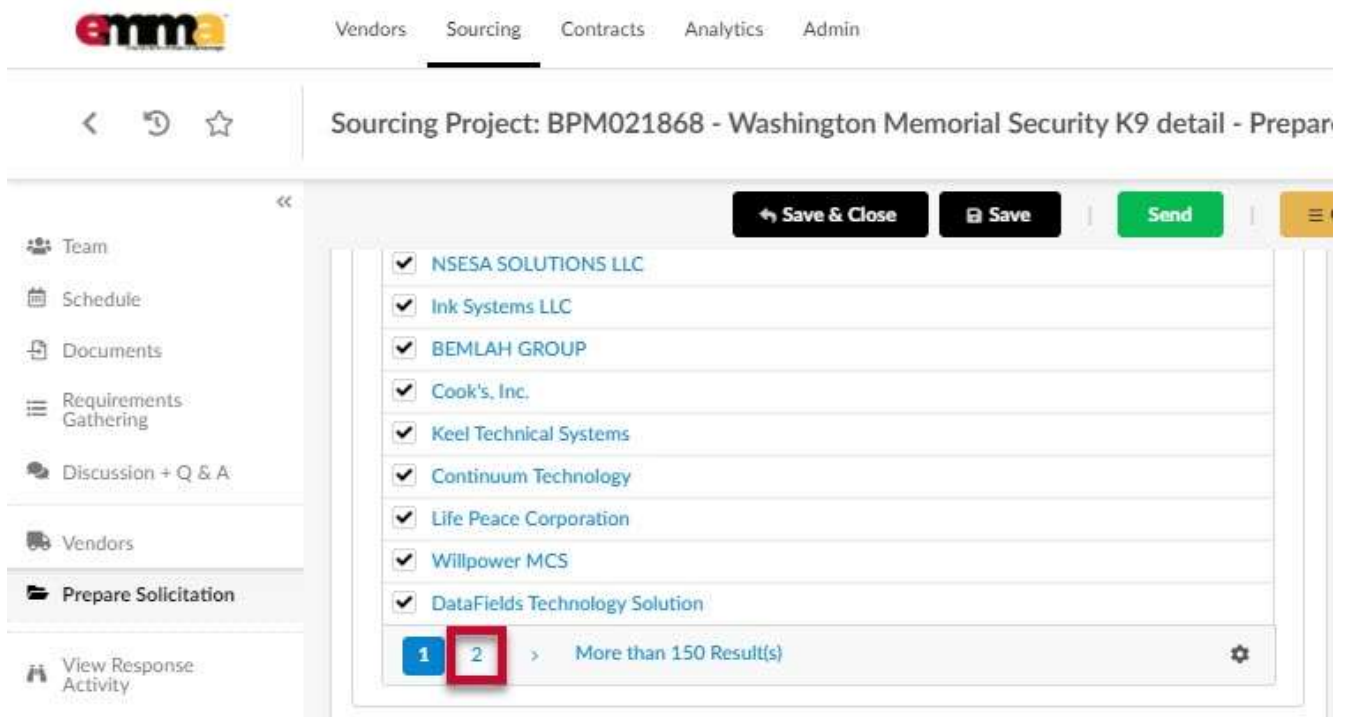 emma
Vendors Sourcing Contracts Analytics Admin
Sourcing Project: BPM021868 - Washington Memorial Security K9 detail - Prepar
Save & Close Save Send
Team
Schedule
Documents
Requirements
Gathering
Discussion + Q & A
Vendors
Prepare Solicitation
View Response
Activity
NSESA SOLUTIONS LLC
Ink Systems LLC
BEMLAH GROUP
Cook's, Inc.
Keel Technical Systems
Continuum Technology
Life Peace Corporation
Willpower MCS
DataFields Technology Solution
1 2 > More than 150 Result(s)